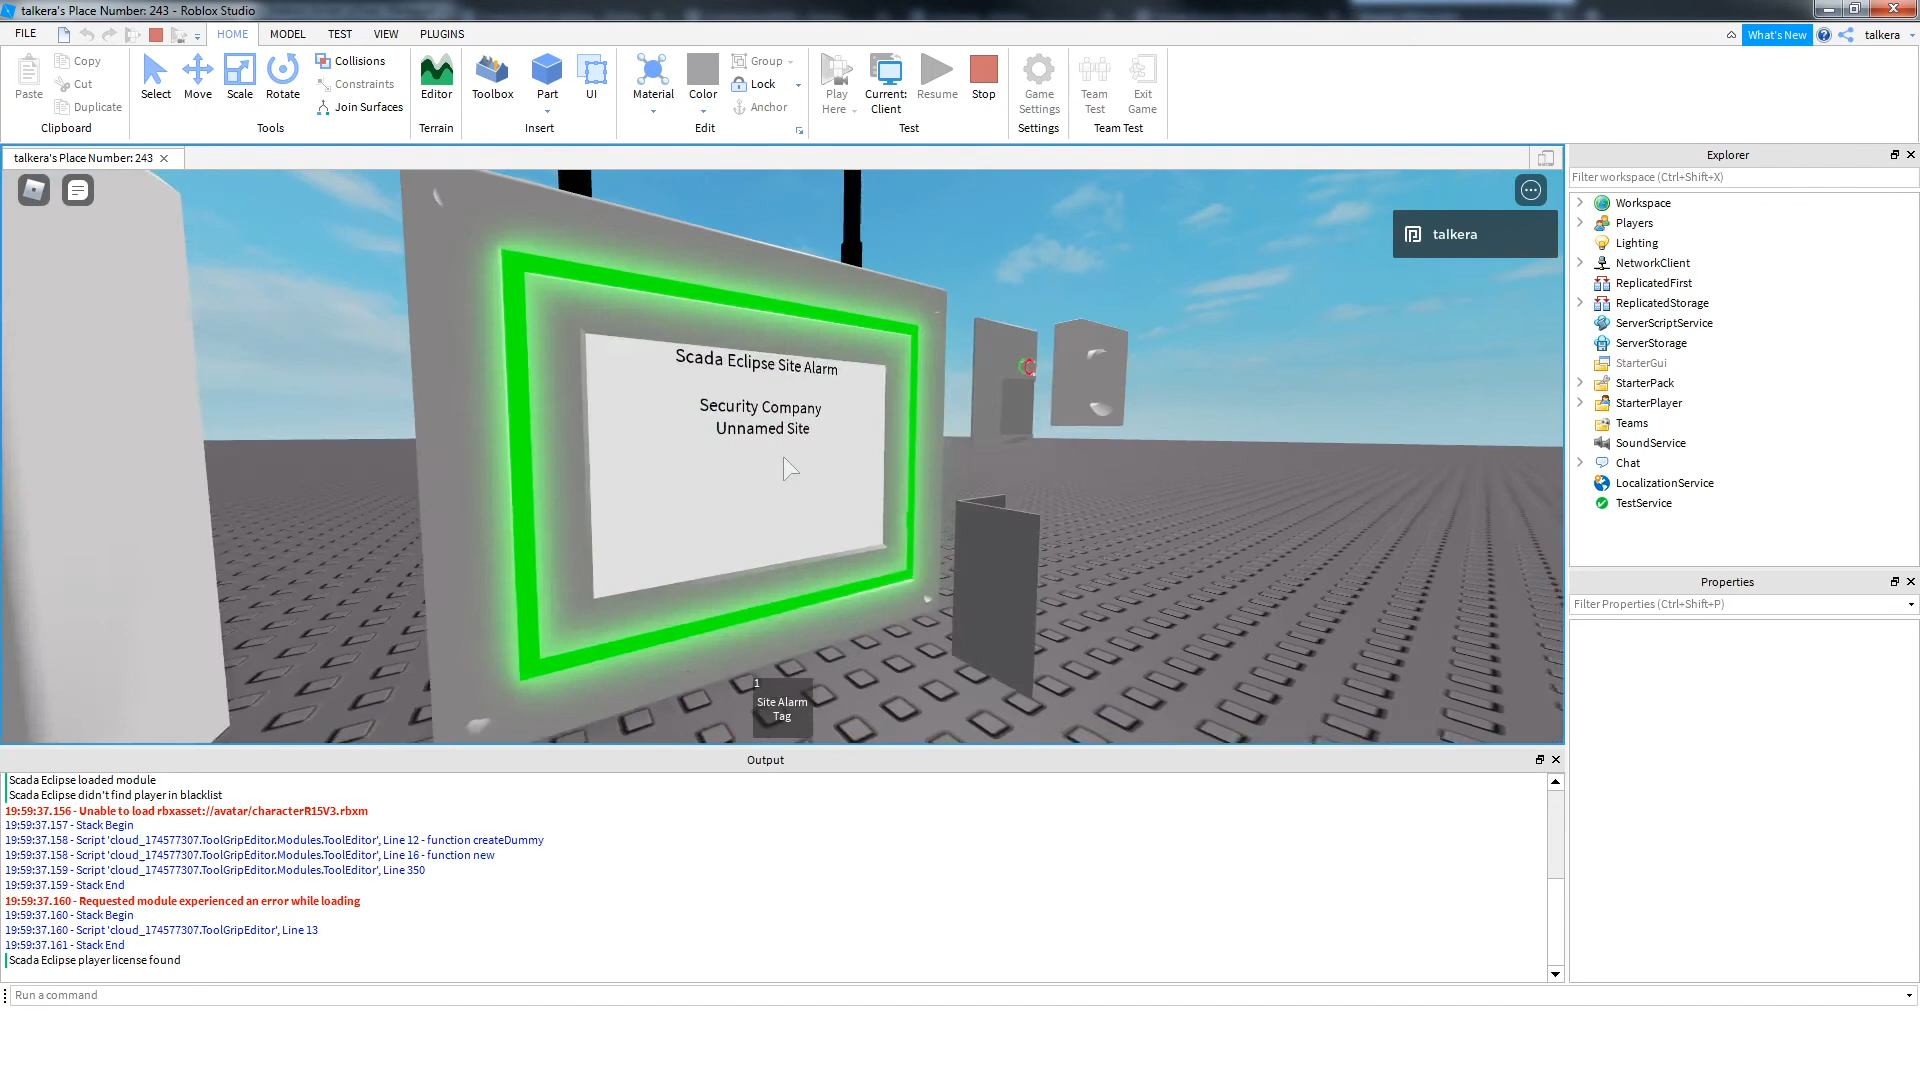 talkera's Place Number: 243 - Roblox Studio
FILE
HOME
MODEL
TEST
VIEW
PLUGINS
What's New
talkera
Paste
Copy
Cut
Duplicate
Clipboard
Select
Move
Scale
Rotate
Collisions
Constraints
Join Surfaces
Tools
Editor
Terrain
Toolbox
Part
UI
Insert
Material
Color
Group
Lock
Anchor
Edit
Play
Here
Current:
Client
Resume
Stop
Test
Game
Settings
Settings
Team
Test
Exit
Game
Team Test
talkera's Place Number: 243
talkera
Scada Eclipse Site Alarm
Security Company
Unnamed Site
1
Site Alarm
Tag
Explorer
Filter workspace (Ctrl+Shift+X)
Workspace
Players
Lighting
NetworkClient
ReplicatedFirst
ReplicatedStorage
ServerScriptService
ServerStorage
StarterGui
StarterPack
StarterPlayer
Teams
SoundService
Chat
LocalizationService
TestService
Properties
Filter Properties (Ctrl+Shift+P)
Output
Scada Eclipse loaded module
Scada Eclipse didn't find player in blacklist
19:59:37.156 - Unable to load rbxasset://avatar/characterR15V3.rbxm
19:59:37.157 - Stack Begin
19:59:37.158 - Script 'cloud_174577307.ToolGripEditor.Modules.ToolEditor', Line 12 - function createDummy
19:59:37.158 - Script 'cloud_174577307.ToolGripEditor.Modules.ToolEditor', Line 16 - function new
19:59:37.159 - Script 'cloud_174577307.ToolGripEditor.Modules.ToolEditor', Line 350
19:59:37.159 - Stack End
19:59:37.160 - Requested module experienced an error while loading
19:59:37.160 - Stack Begin
19:59:37.160 - Script 'cloud_174577307.ToolGripEditor', Line 13
19:59:37.161 - Stack End
Scada Eclipse player license found
Run a command